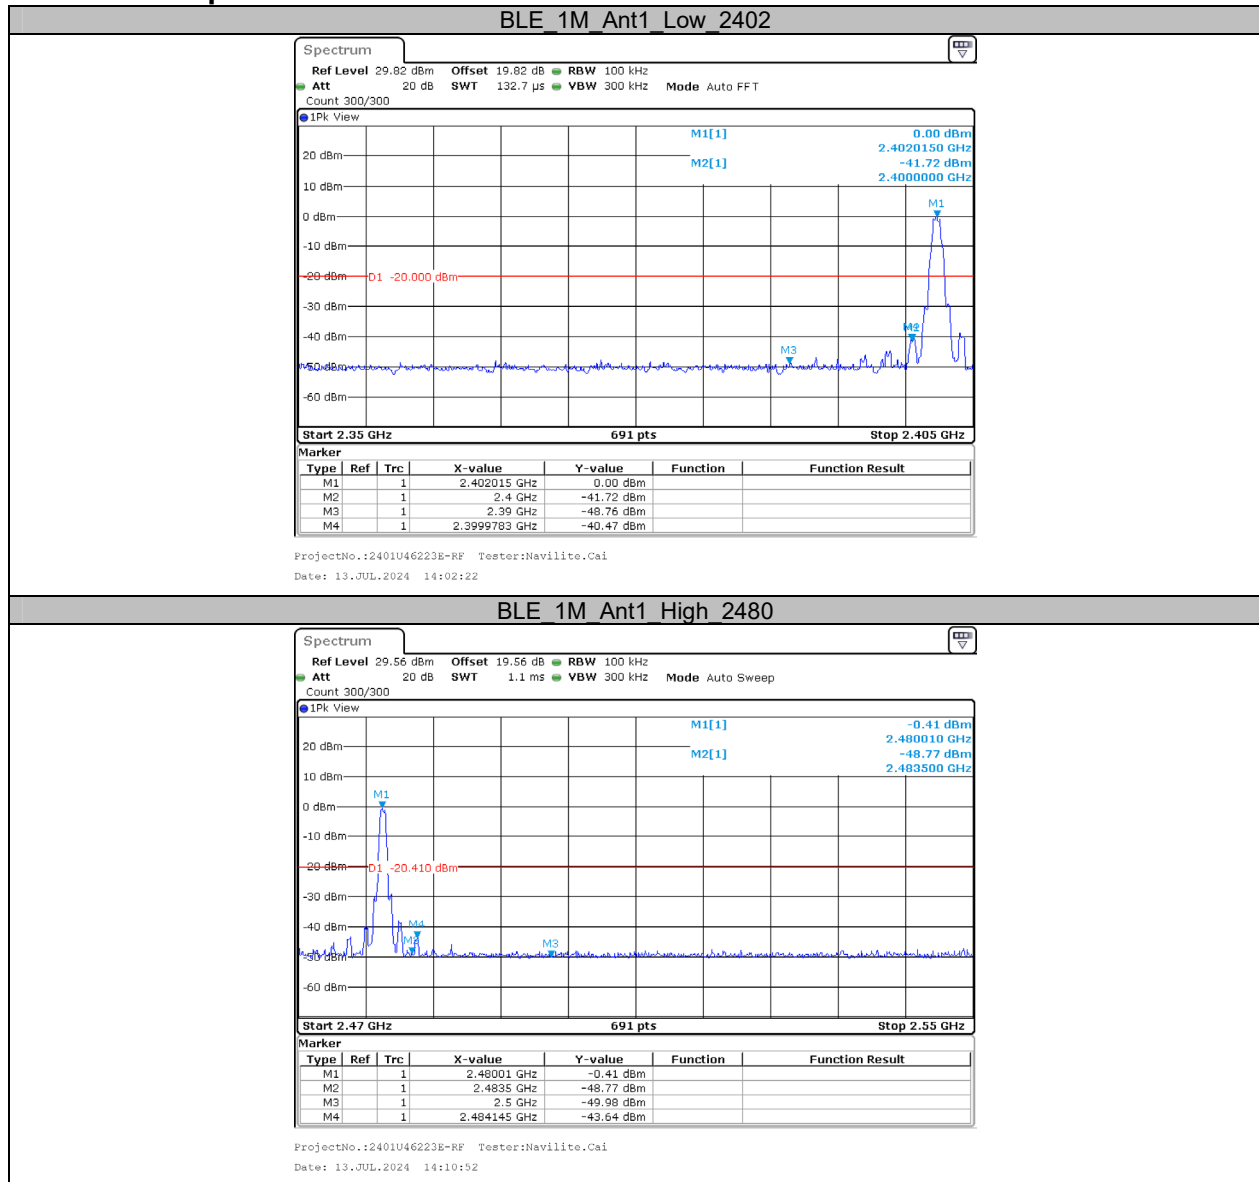 BLE_1M_Ant1_Low_2402
Spectrum
Ref Level 29.82 dBm Offset 19.82 dB RBW 100 kHz
Att 20 dB SWT 132.7 µs VBW 300 kHz Mode Auto FFT
Count 300/300
1Pk View
M1[1] 0.00 dBm
2.4020150 GHz
20 dBm
M2[1] -41.72 dBm
2.4000000 GHz
10 dBm
M1
0 dBm
-10 dBm
-20 dBm D1 -20.000 dBm
-30 dBm
-40 dBm
M3
-50 dBm
-60 dBm
Start 2.35 GHz 691 pts Stop 2.405 GHz
Marker
Type Ref Trc X-value Y-value Function Function Result
M1 1 2.402015 GHz 0.00 dBm
M2 1 2.4 GHz -41.72 dBm
M3 1 2.39 GHz -48.76 dBm
M4 1 2.3999783 GHz -40.47 dBm
ProjectNo.:2401U46223E-RF Tester:Navilite.Cai
Date: 13.JUL.2024 14:02:22
BLE_1M_Ant1_High_2480
Spectrum
Ref Level 29.56 dBm Offset 19.56 dB RBW 100 kHz
Att 20 dB SWT 1.1 ms VBW 300 kHz Mode Auto Sweep
Count 300/300
1Pk View
M1[1] -0.41 dBm
2.480010 GHz
20 dBm
M2[1] -48.77 dBm
2.483500 GHz
10 dBm
M1
0 dBm
-10 dBm
-20 dBm D1 -20.410 dBm
-30 dBm
-40 dBm M4
M2 M3
-50 dBm
-60 dBm
Start 2.47 GHz 691 pts Stop 2.55 GHz
Marker
Type Ref Trc X-value Y-value Function Function Result
M1 1 2.48001 GHz -0.41 dBm
M2 1 2.4835 GHz -48.77 dBm
M3 1 2.5 GHz -49.98 dBm
M4 1 2.484145 GHz -43.64 dBm
ProjectNo.:2401U46223E-RF Tester:Navilite.Cai
Date: 13.JUL.2024 14:10:52